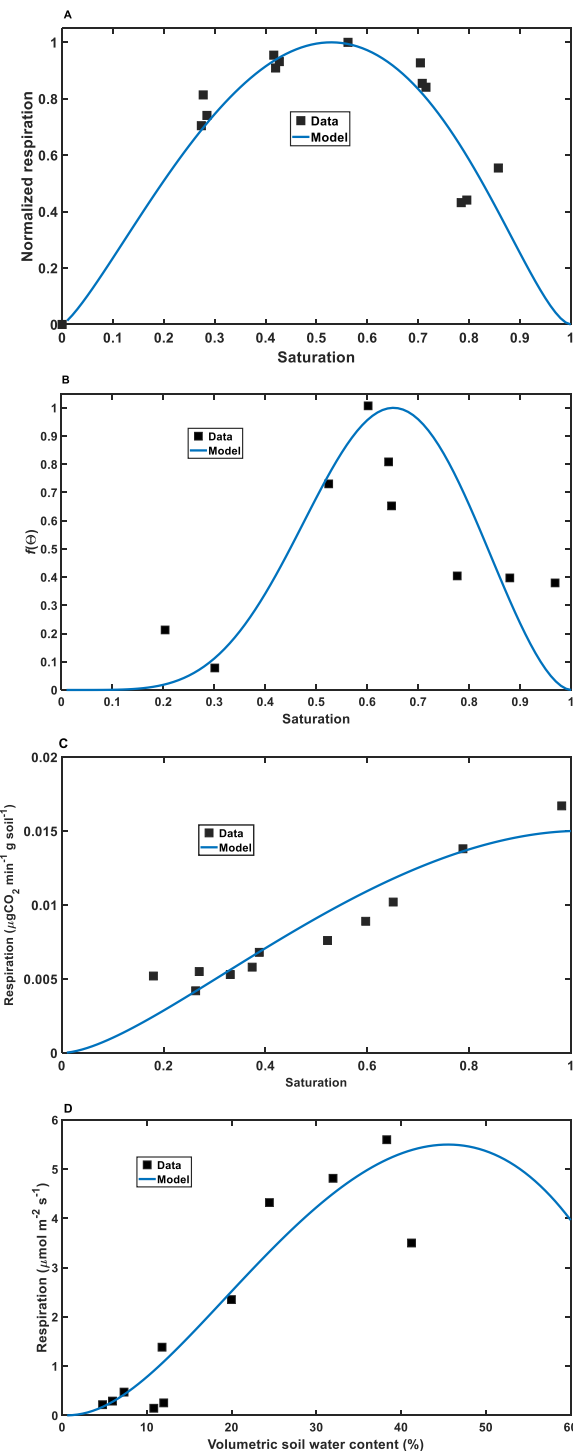 A
1
0.8
0.6
0.4
0.2
0
Normalized respiration
Data
Model
0 0.1 0.2 0.3 0.4 0.5 0.6 0.7 0.8 0.9 1
Saturation
B
1
0.9
0.8
0.7
0.6
0.5
0.4
0.3
0.2
0.1
0
f(Θ)
Data
Model
0 0.1 0.2 0.3 0.4 0.5 0.6 0.7 0.8 0.9 1
Saturation
C
0.02
0.015
0.01
0.005
0
Respiration (μgCO2 min-1 g soil-1)
Data
Model
0 0.2 0.4 0.6 0.8 1
Saturation
D
6
5
4
3
2
1
0
Respiration (μmol m-2 s-1)
Data
Model
0 10 20 30 40 50 60
Volumetric soil water content (%)